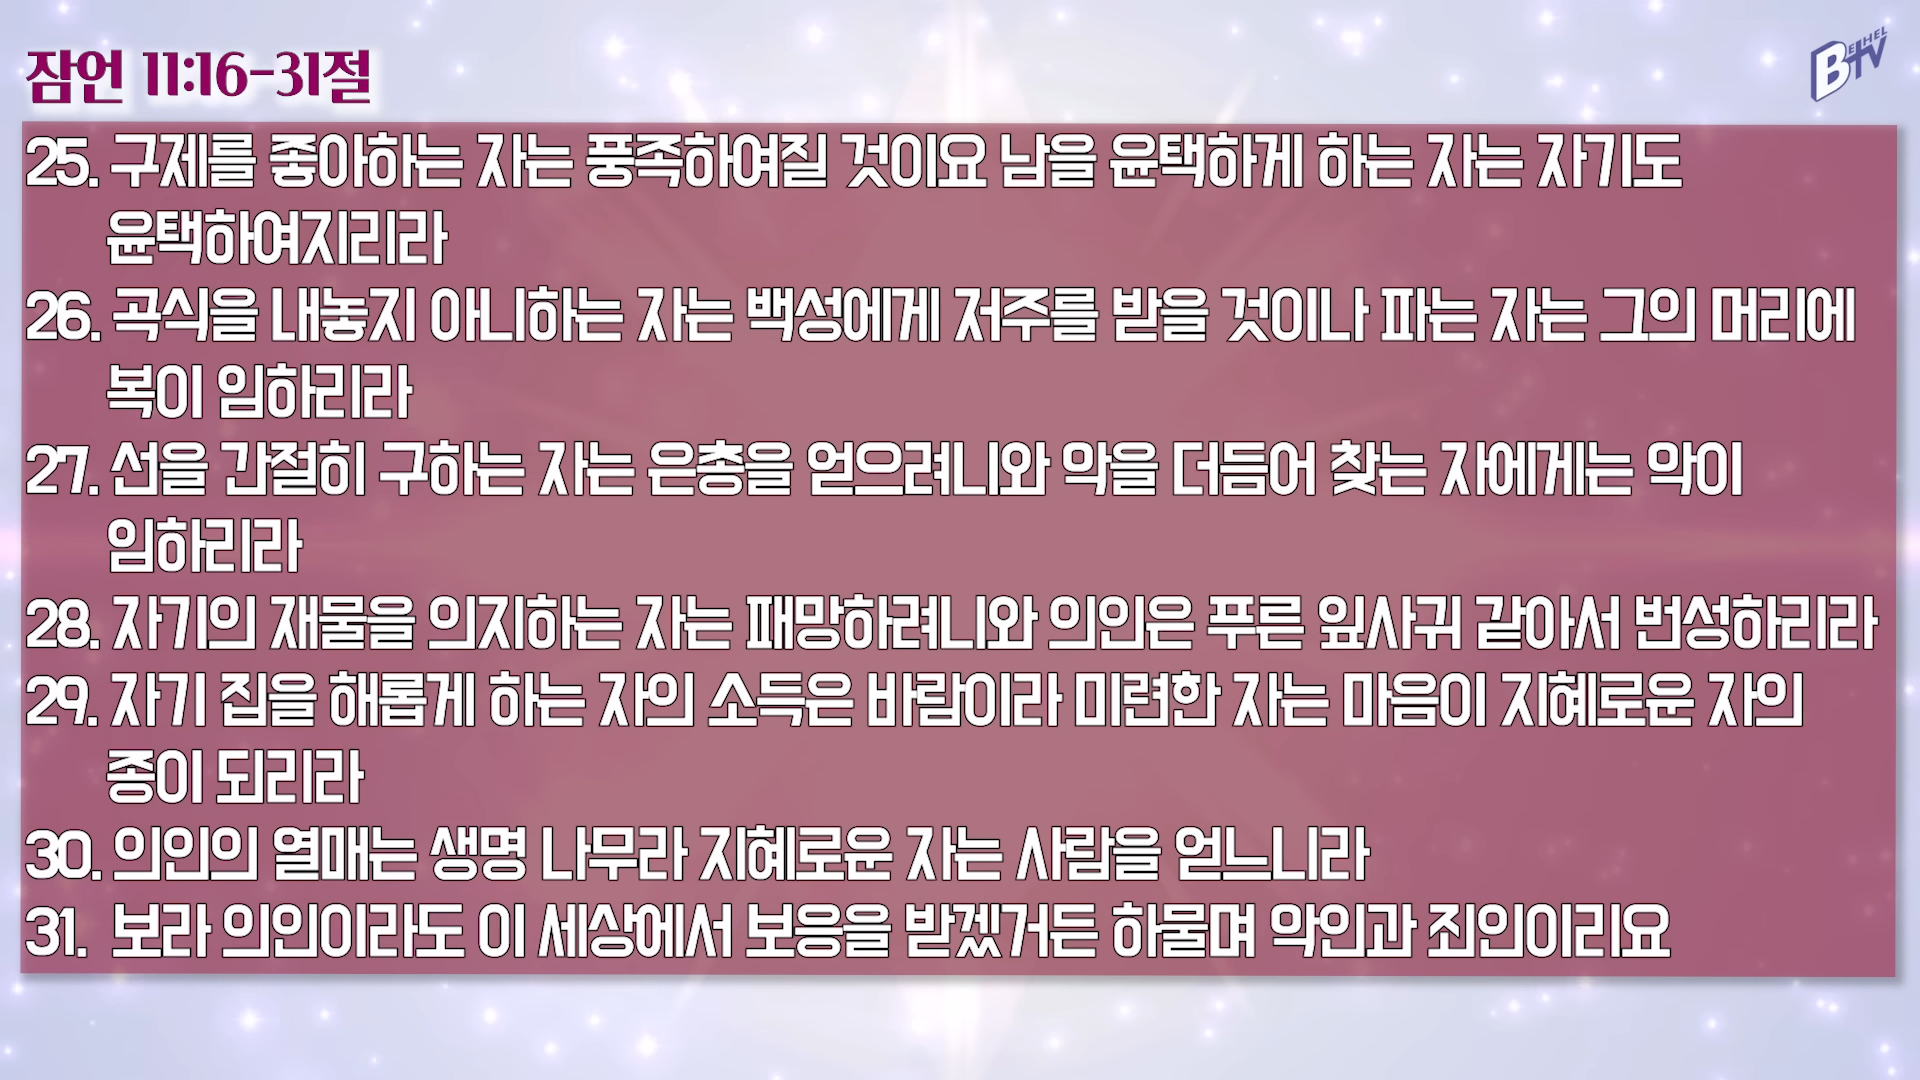 잠언 11:16-31절
BETHEL
BTV
25. 구제를 좋아하는 자는 풍족하여질 것이요 남을 윤택하게 하는 자는 자기도
윤택하여지리라
26. 곡식을 내놓지 아니하는 자는 백성에게 저주를 받을 것이나 파는 자는 그의 머리에
복이 임하리라
27. 선을 간절히 구하는 자는 은총을 얻으려니와 악을 더듬어 찾는 자에게는 악이
임하리라
28. 자기의 재물을 의지하는 자는 패망하려니와 의인은 푸른 잎사귀 같아서 번성하리라
29. 자기 집을 해롭게 하는 자의 소득은 바람이라 미련한 자는 마음이 지혜로운 자의
종이 되리라
30. 의인의 열매는 생명 나무라 지혜로운 자는 사람을 얻느니라
31. 보라 의인이라도 이 세상에서 보응을 받겠거든 하물며 악인과 죄인이리요